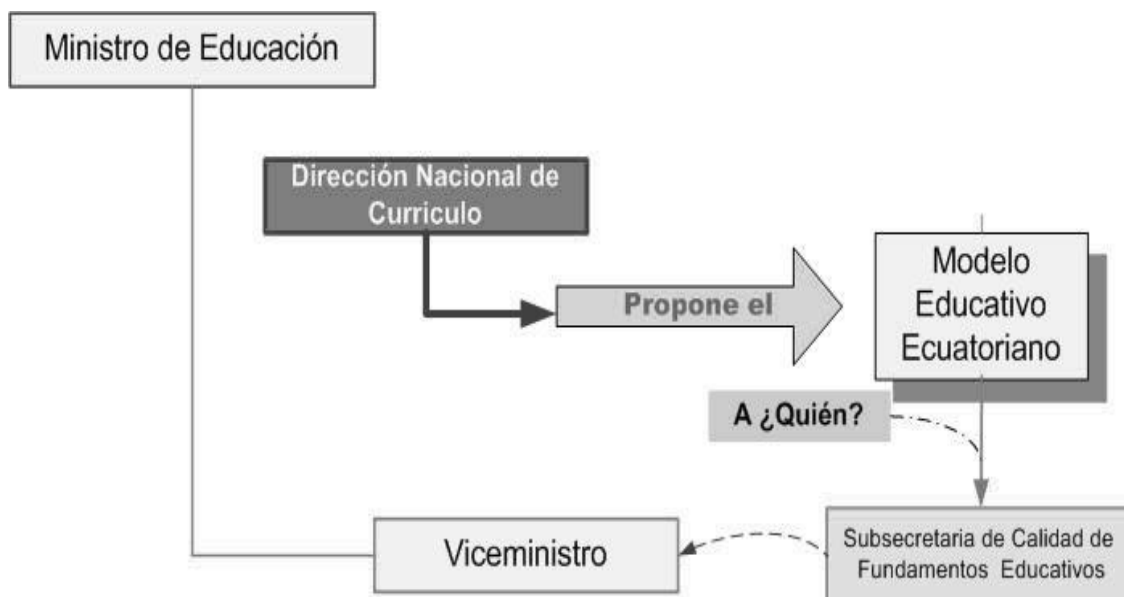 Ministro de Educación
Dirección Nacional de
Curriculo
Propone el
Modelo
Educativo
Ecuatoriano
A ¿Quién?
Subsecretaria de Calidad de
Fundamentos Educativos
Viceministro